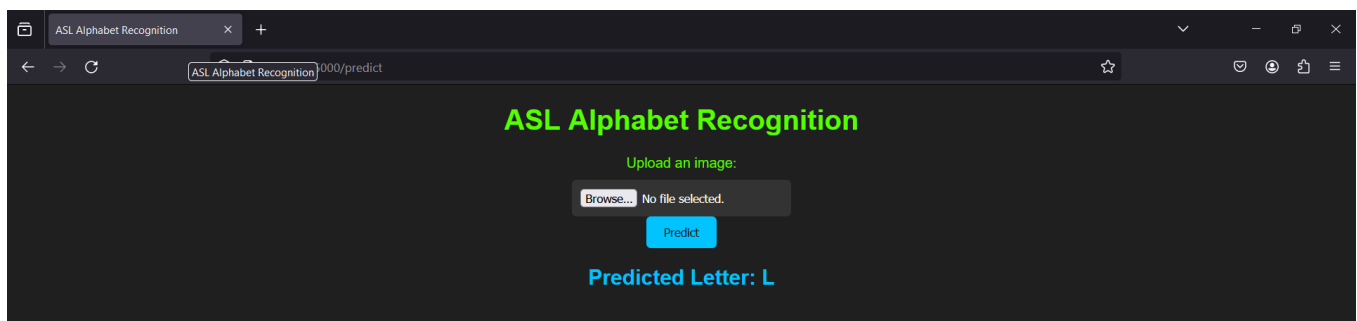 ASL Alphabet Recognition
ASL Alphabet Recognition
000/predict
ASL Alphabet Recognition
Upload an image:
Browse... No file selected.
Predict
Predicted Letter: L